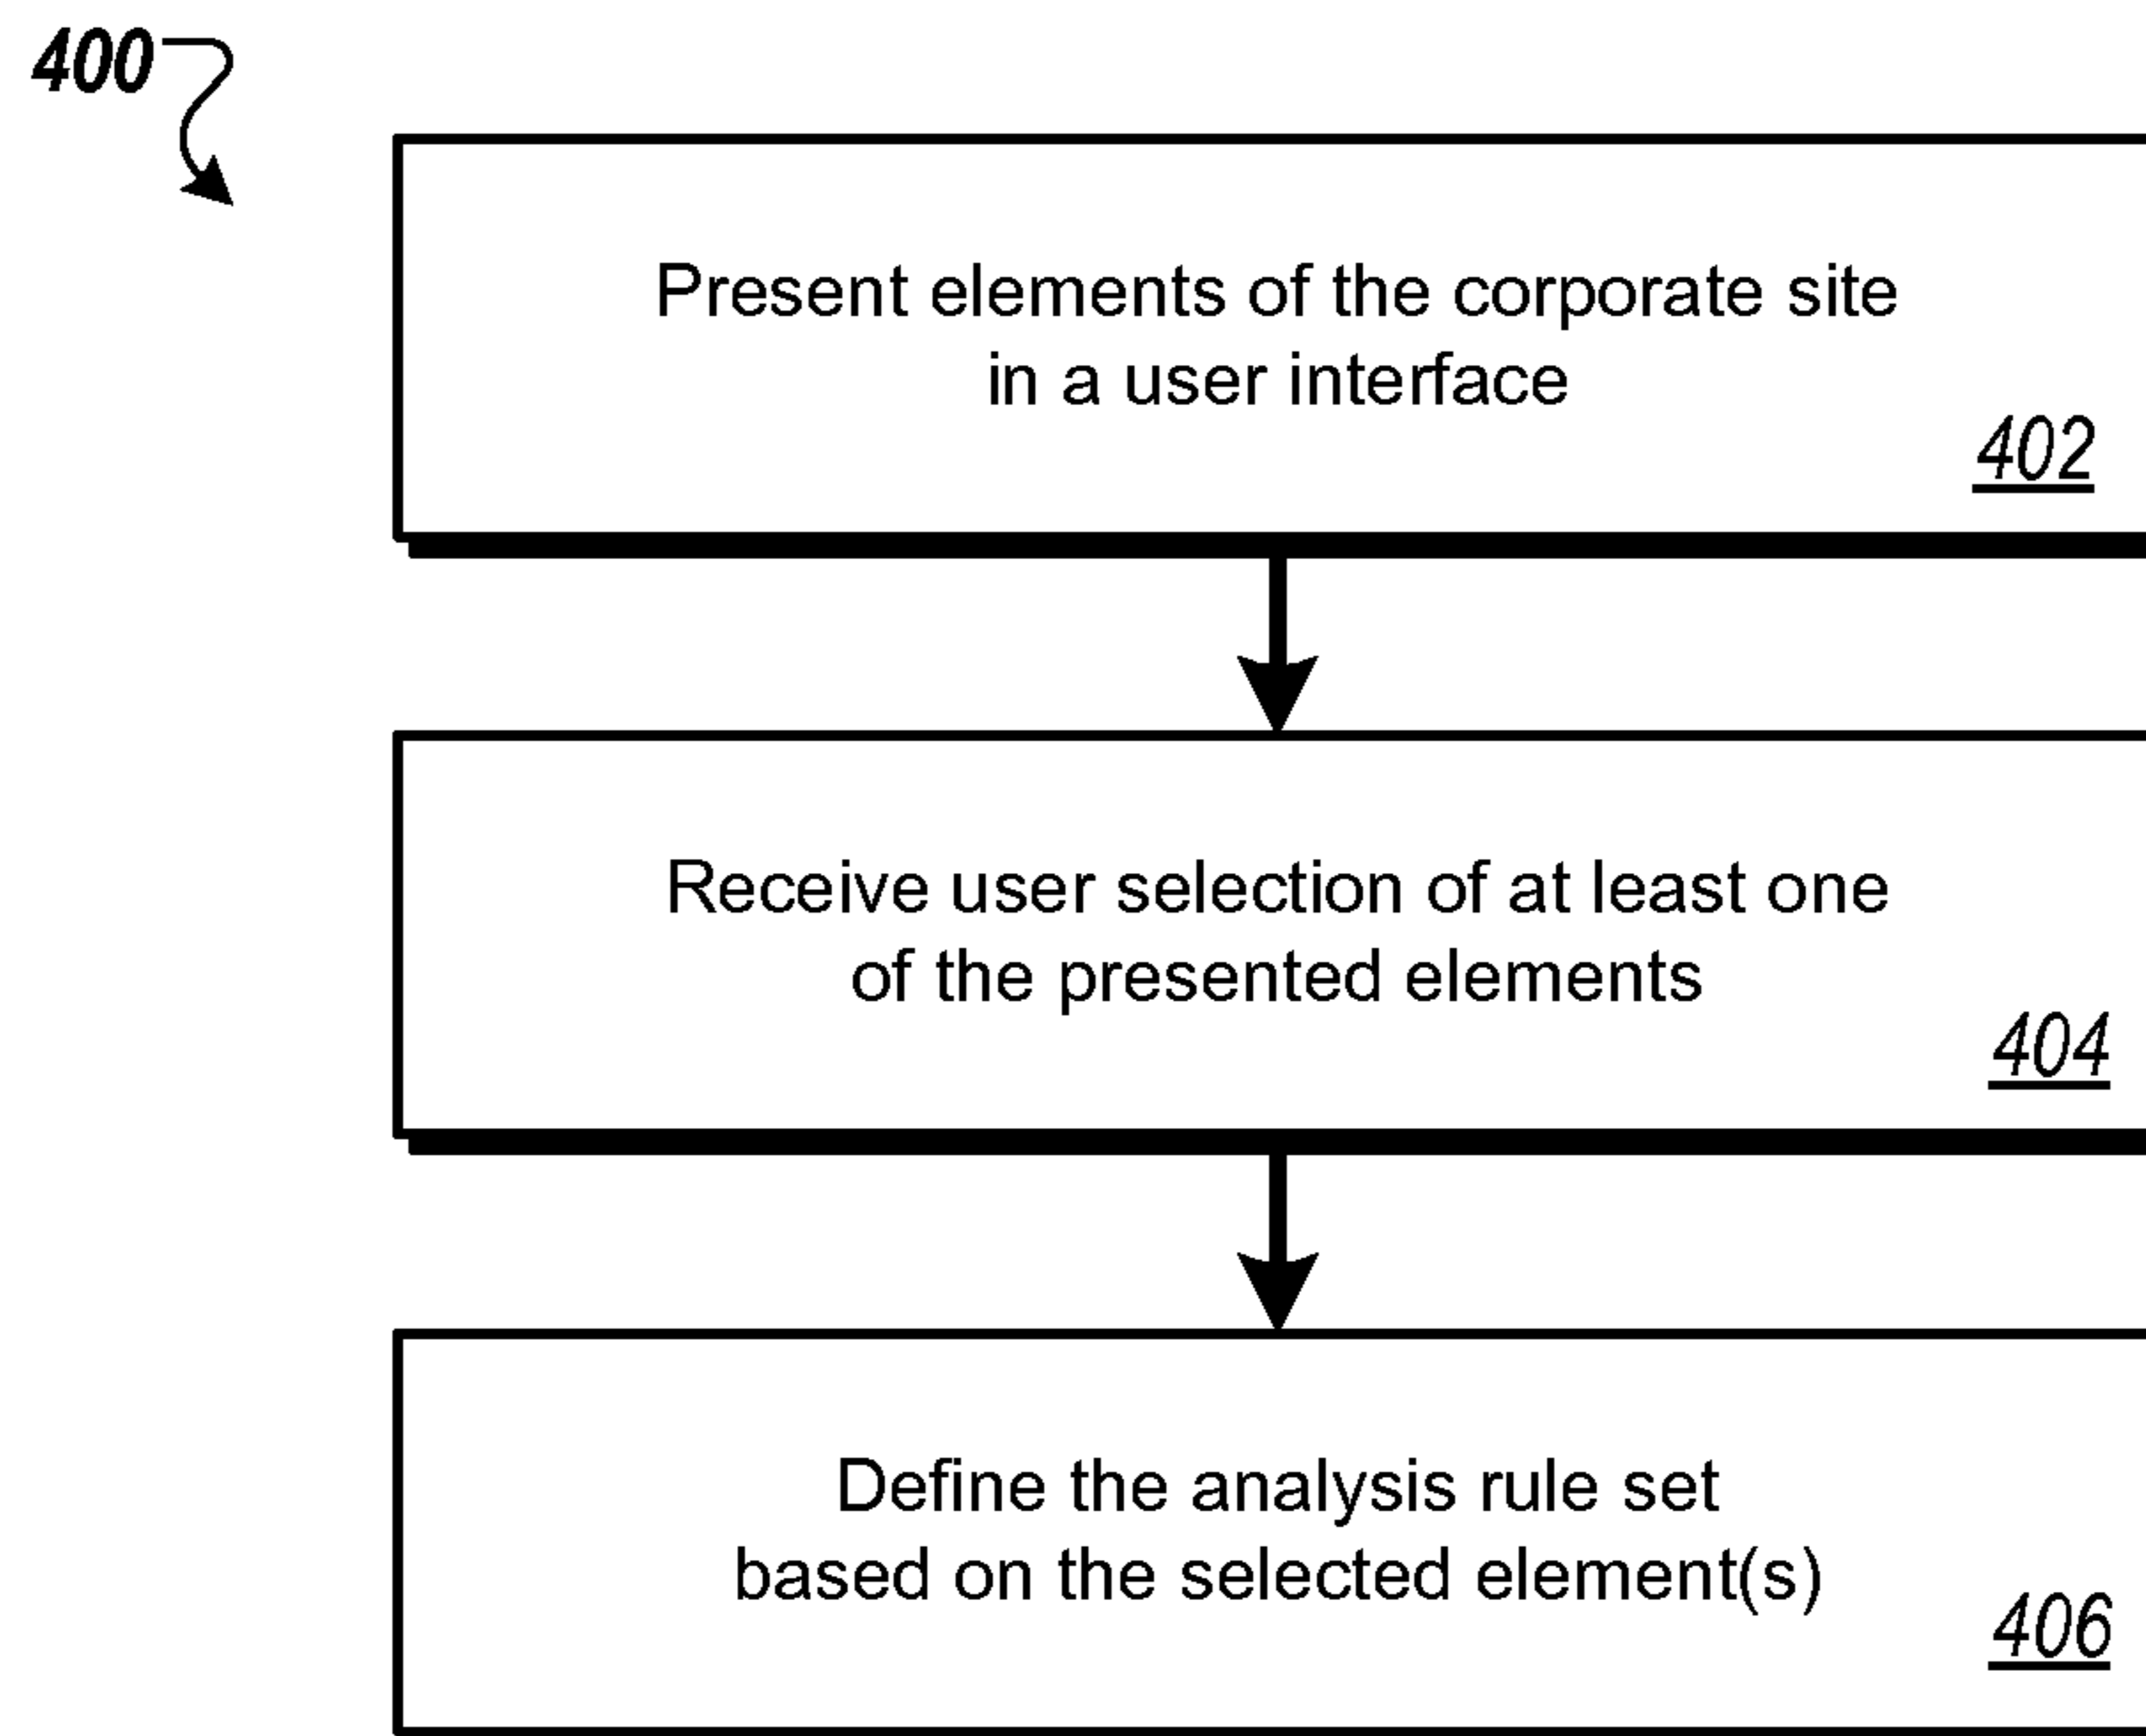 400
Present elements of the corporate site
in a user interface
402
Receive user selection of at least one
of the presented elements
404
Define the analysis rule set
based on the selected element(s)
406